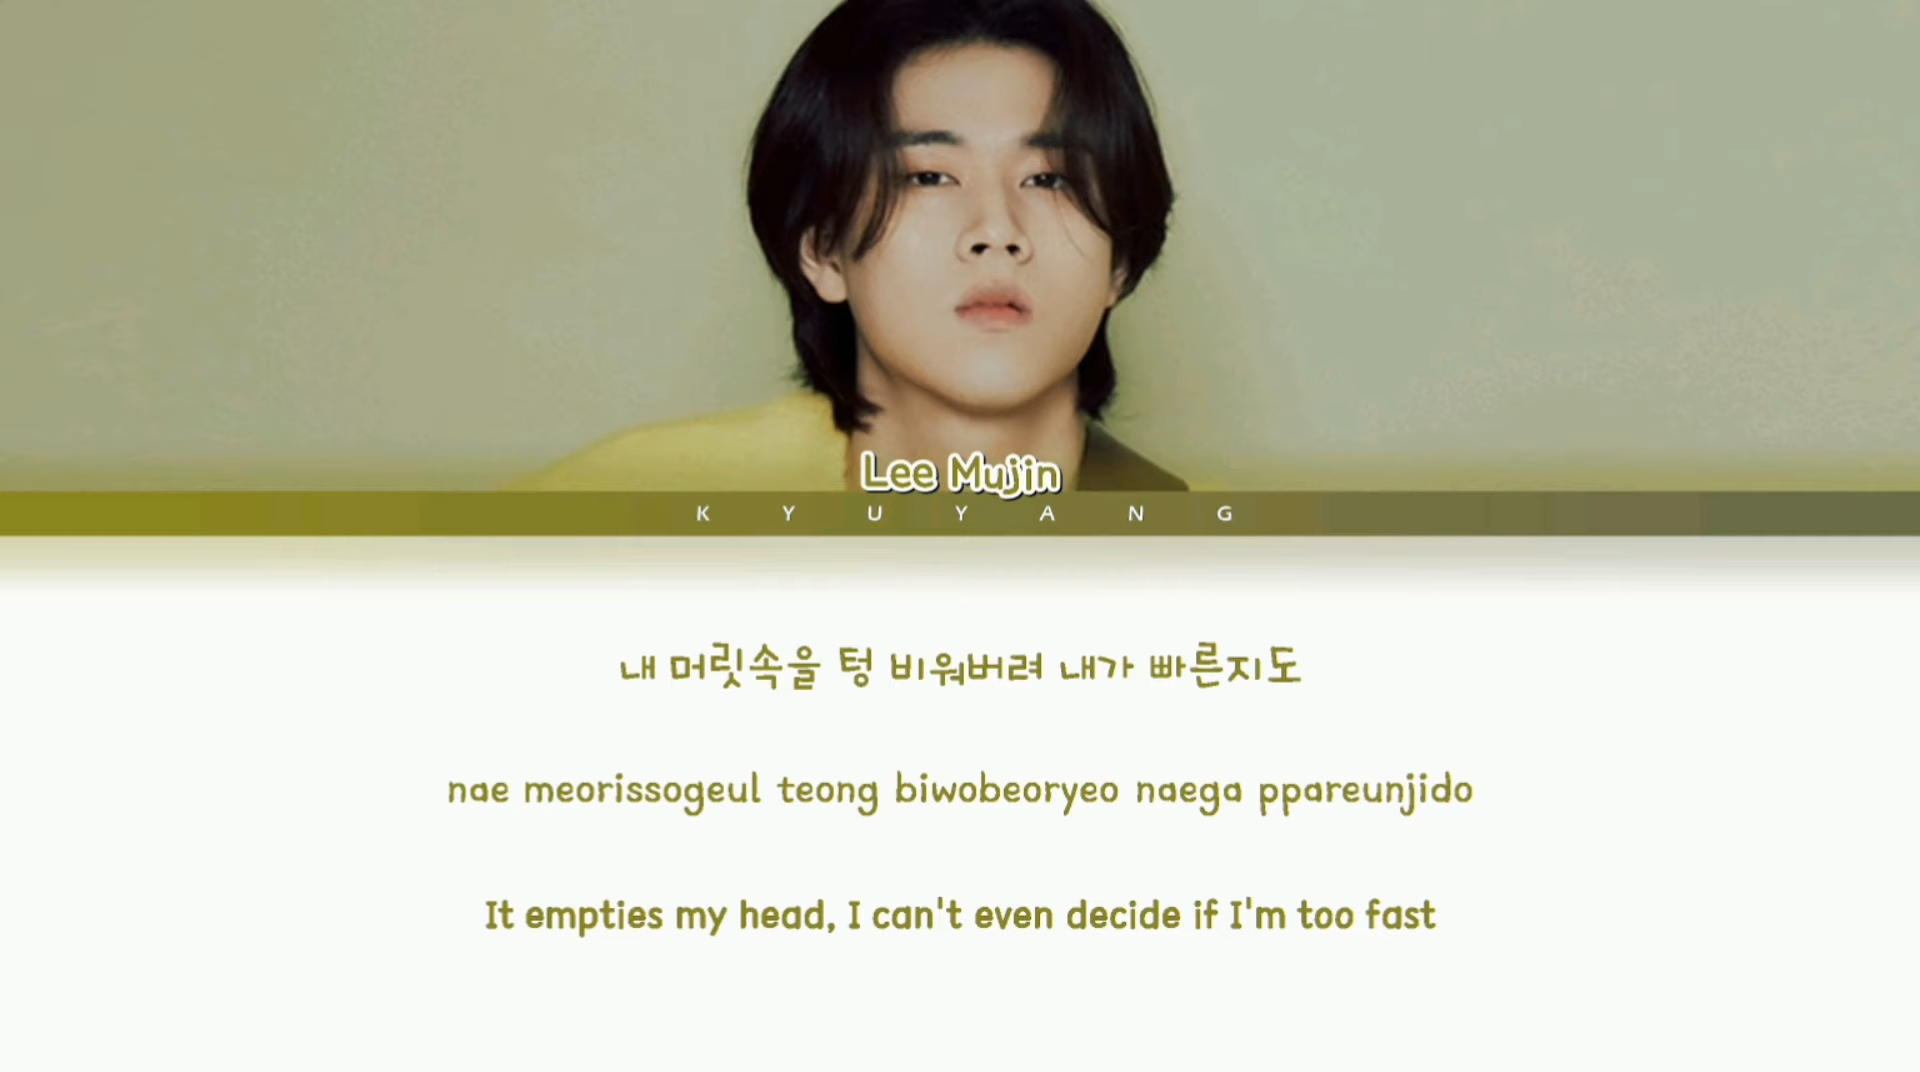 Lee Mujin
KYUYANG
내 머릿속을 텅 비워버려 내가 빠른지도
nae meorissogeul teong biwobeoryeo naega ppareunjido
It empties my head, I can't even decide if I'm too fast